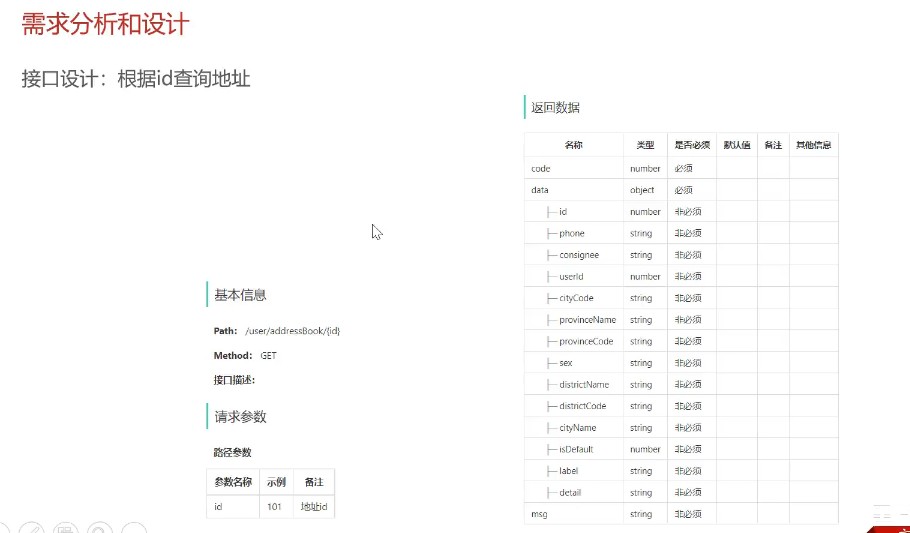 需求分析和设计
接口设计：根据id查询地址
基本信息
Path: /user/addressBook/{id}
Method: GET
接口描述:
请求参数
路径参数
参数名称 示例 备注
id 101 地址id
返回数据
名称 类型 是否必须 默认值 备注 其他信息
code number 必须
data object 必须
├─ id number 非必须
├─ phone string 非必须
├─ consignee string 非必须
├─ userId number 非必须
├─ cityCode string 非必须
├─ provinceName string 非必须
├─ provinceCode string 非必须
├─ sex string 非必须
├─ districtName string 非必须
├─ districtCode string 非必须
├─ cityName string 非必须
├─ isDefault number 非必须
├─ label string 非必须
├─ detail string 非必须
msg string 非必须